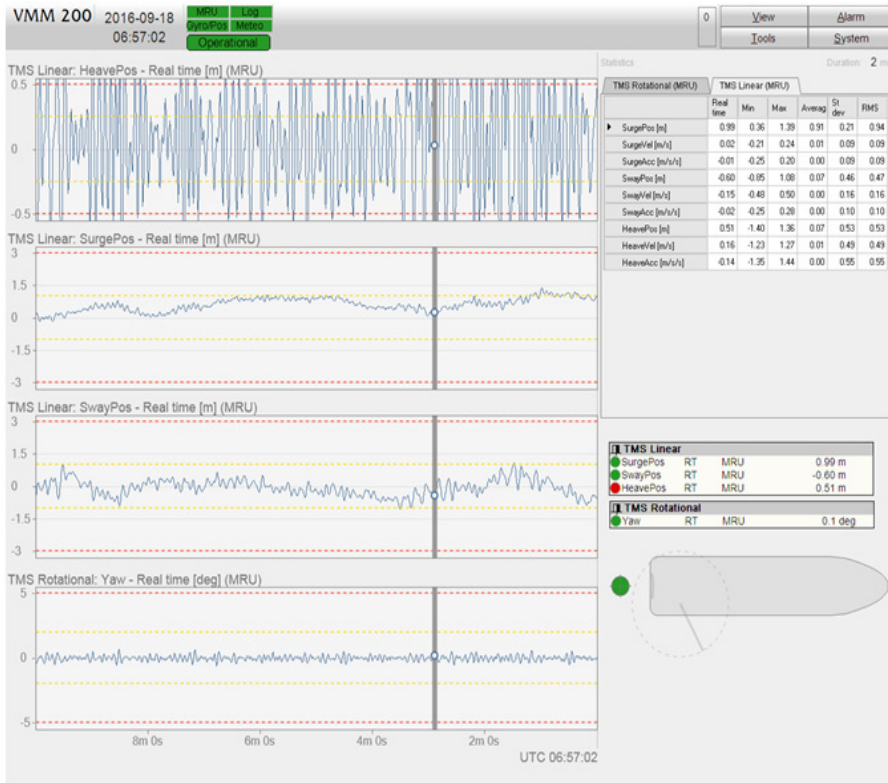 VMM 200
2016-09-18
06:57:02
MRU Log
Gyro/Pos Meteo
Operational
0
View Alarm
Tools System
TMS Linear: HeavePos - Real time [m] (MRU)
0.5
0
-0.5
TMS Linear: SurgePos - Real time [m] (MRU)
3
1.5
0
-1.5
-3
TMS Linear: SwayPos - Real time [m] (MRU)
3
1.5
0
-1.5
-3
TMS Rotational: Yaw - Real time [deg] (MRU)
5
0
-5
8m 0s 6m 0s 4m 0s 2m 0s
UTC 06:57:02
Statistics Duration: 2 m
TMS Rotational (MRU) TMS Linear (MRU)
Real time Min Max Averag St dev RMS
SurgePos [m] 0.99 0.36 1.39 0.91 0.21 0.94
SurgeVel [m/s] 0.02 -0.21 0.24 0.01 0.09 0.09
SurgeAcc [m/s/s] -0.01 -0.25 0.20 0.00 0.09 0.09
SwayPos [m] -0.60 -0.85 1.08 0.07 0.46 0.47
SwayVel [m/s] -0.15 -0.48 0.50 0.00 0.16 0.16
SwayAcc [m/s/s] -0.02 -0.25 0.28 0.00 0.10 0.10
HeavePos [m] 0.51 -1.40 1.36 0.07 0.53 0.53
HeaveVel [m/s] 0.16 -1.23 1.27 0.01 0.49 0.49
HeaveAcc [m/s/s] -0.14 -1.35 1.44 0.00 0.55 0.55
TMS Linear
SurgePos RT MRU 0.99 m
SwayPos RT MRU -0.60 m
HeavePos RT MRU 0.51 m
TMS Rotational
Yaw RT MRU 0.1 deg